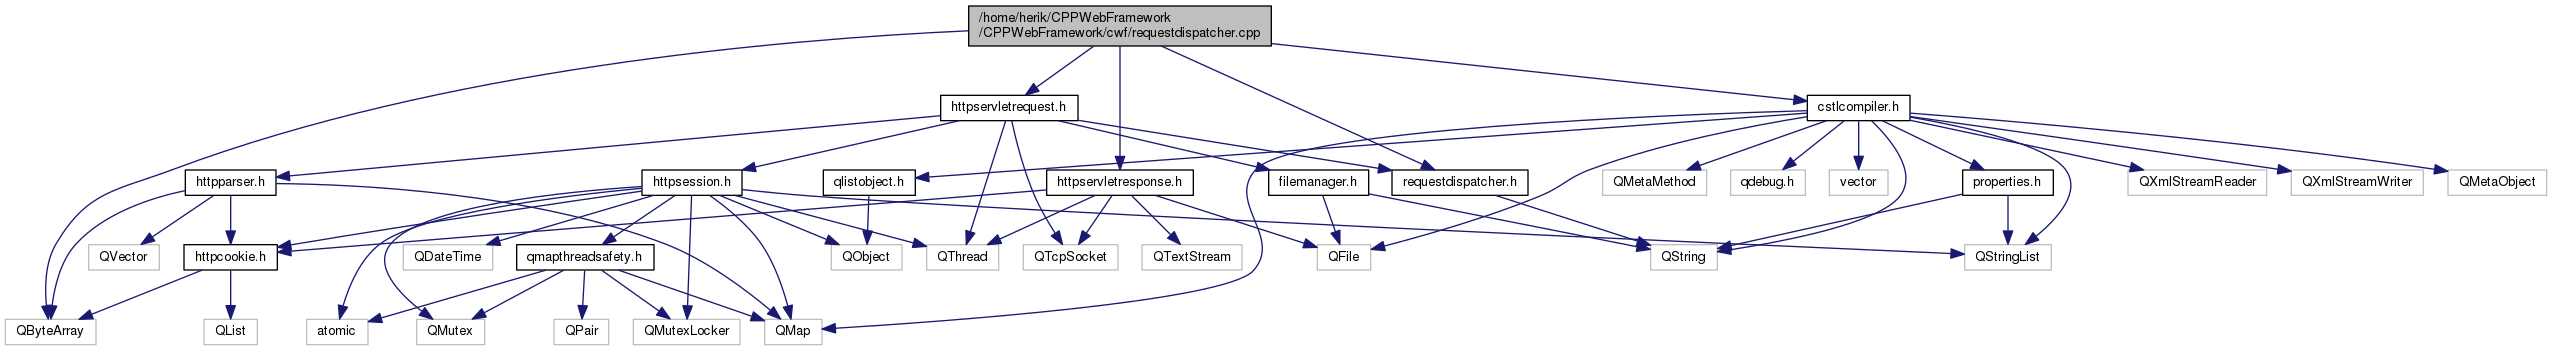 /home/herik/CPPWebFramework
/CPPWebFramework/cwf/requestdispatcher.cpp
httpservletrequest.h
cstlcompiler.h
httpparser.h
httpsession.h
qlistobject.h
httpservletresponse.h
filemanager.h
requestdispatcher.h
QMetaMethod
qdebug.h
vector
properties.h
QXmlStreamReader
QXmlStreamWriter
QMetaObject
QVector
httpcookie.h
QDateTime
qmapthreadsafety.h
QObject
QThread
QTcpSocket
QTextStream
QFile
QString
QStringList
QByteArray
QList
atomic
QMutex
QPair
QMutexLocker
QMap